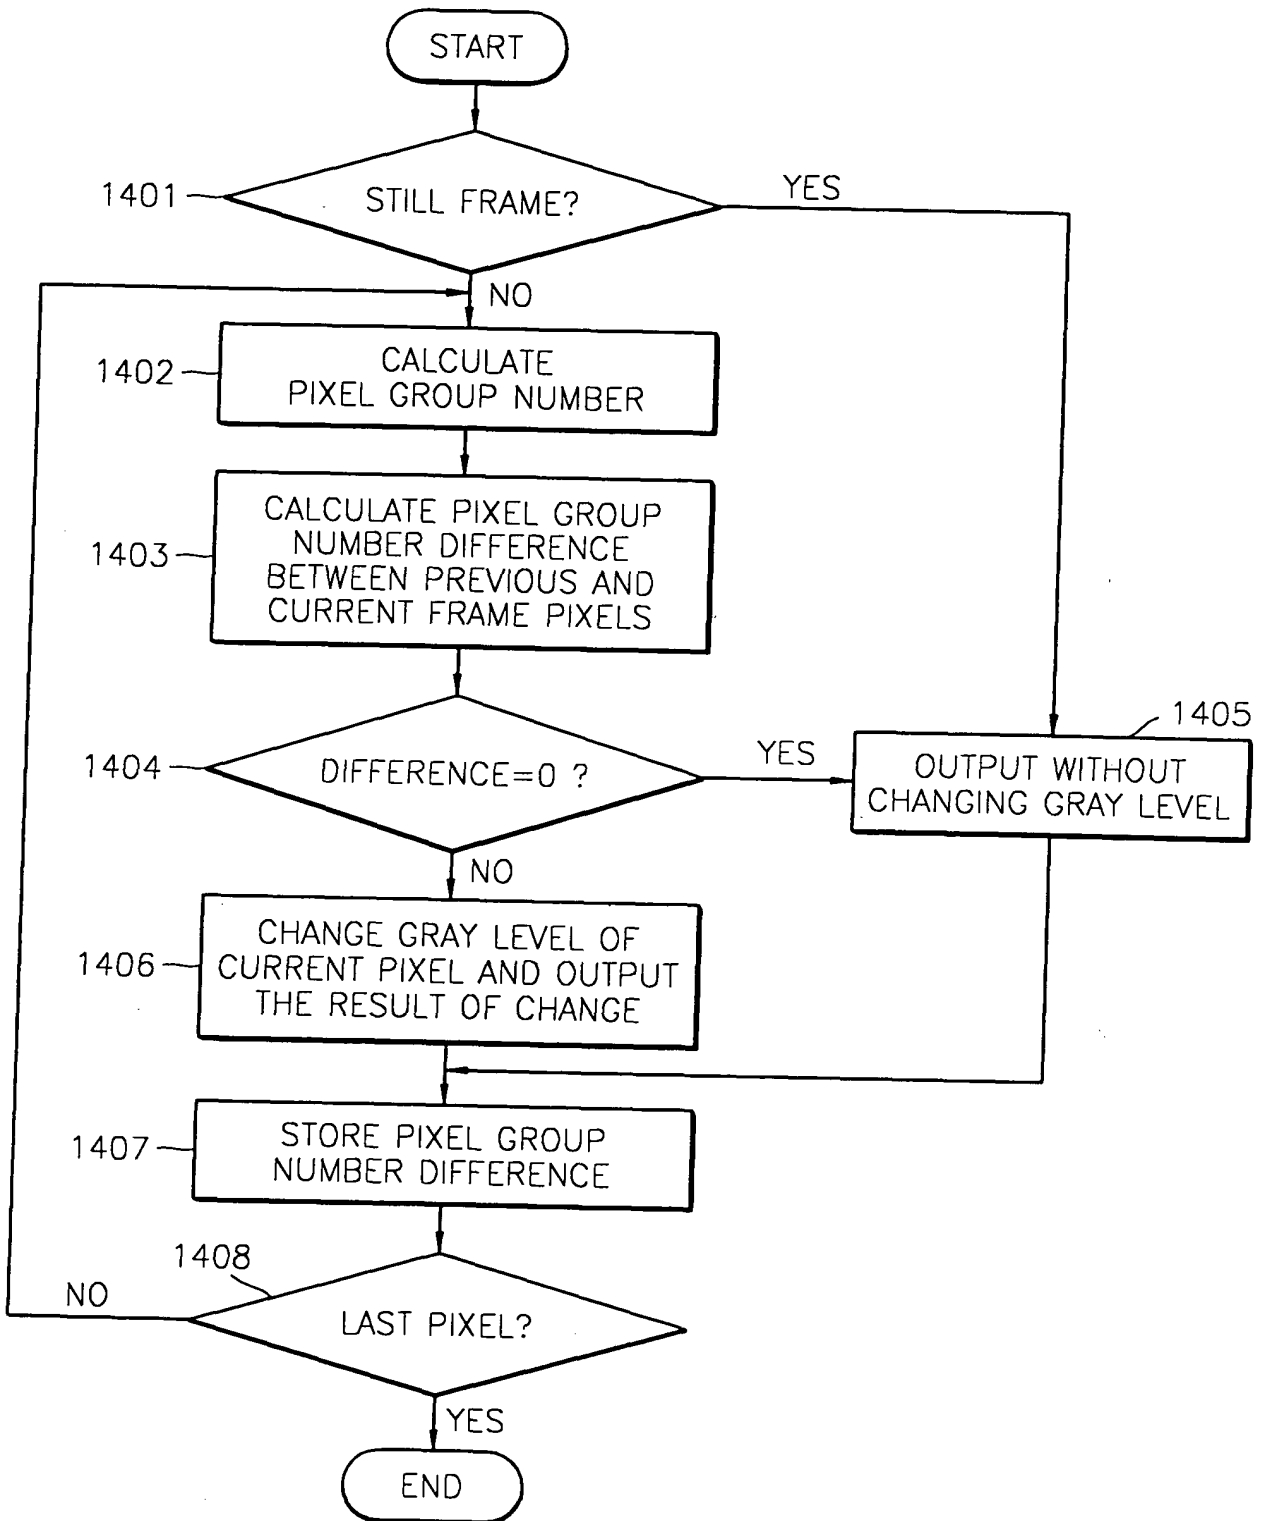 START
1401
STILL FRAME?
YES
NO
1402
CALCULATE
PIXEL GROUP NUMBER
1403
CALCULATE PIXEL GROUP
NUMBER DIFFERENCE
BETWEEN PREVIOUS AND
CURRENT FRAME PIXELS
1404
DIFFERENCE=0 ?
YES
1405
OUTPUT WITHOUT
CHANGING GRAY LEVEL
NO
1406
CHANGE GRAY LEVEL OF
CURRENT PIXEL AND OUTPUT
THE RESULT OF CHANGE
1407
STORE PIXEL GROUP
NUMBER DIFFERENCE
1408
NO
LAST PIXEL?
YES
END